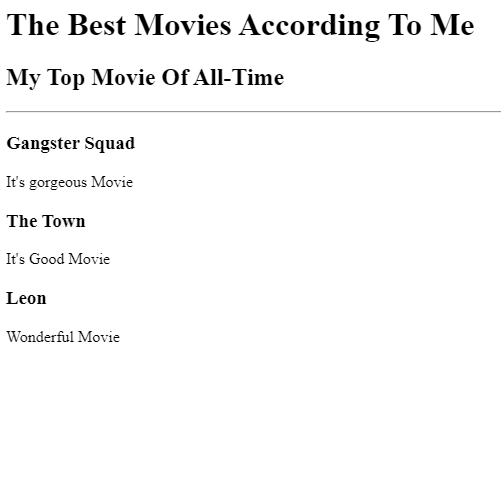 The Best Movies According To Me
My Top Movie Of All-Time
Gangster Squad
It's gorgeous Movie
The Town
It's Good Movie
Leon
Wonderful Movie